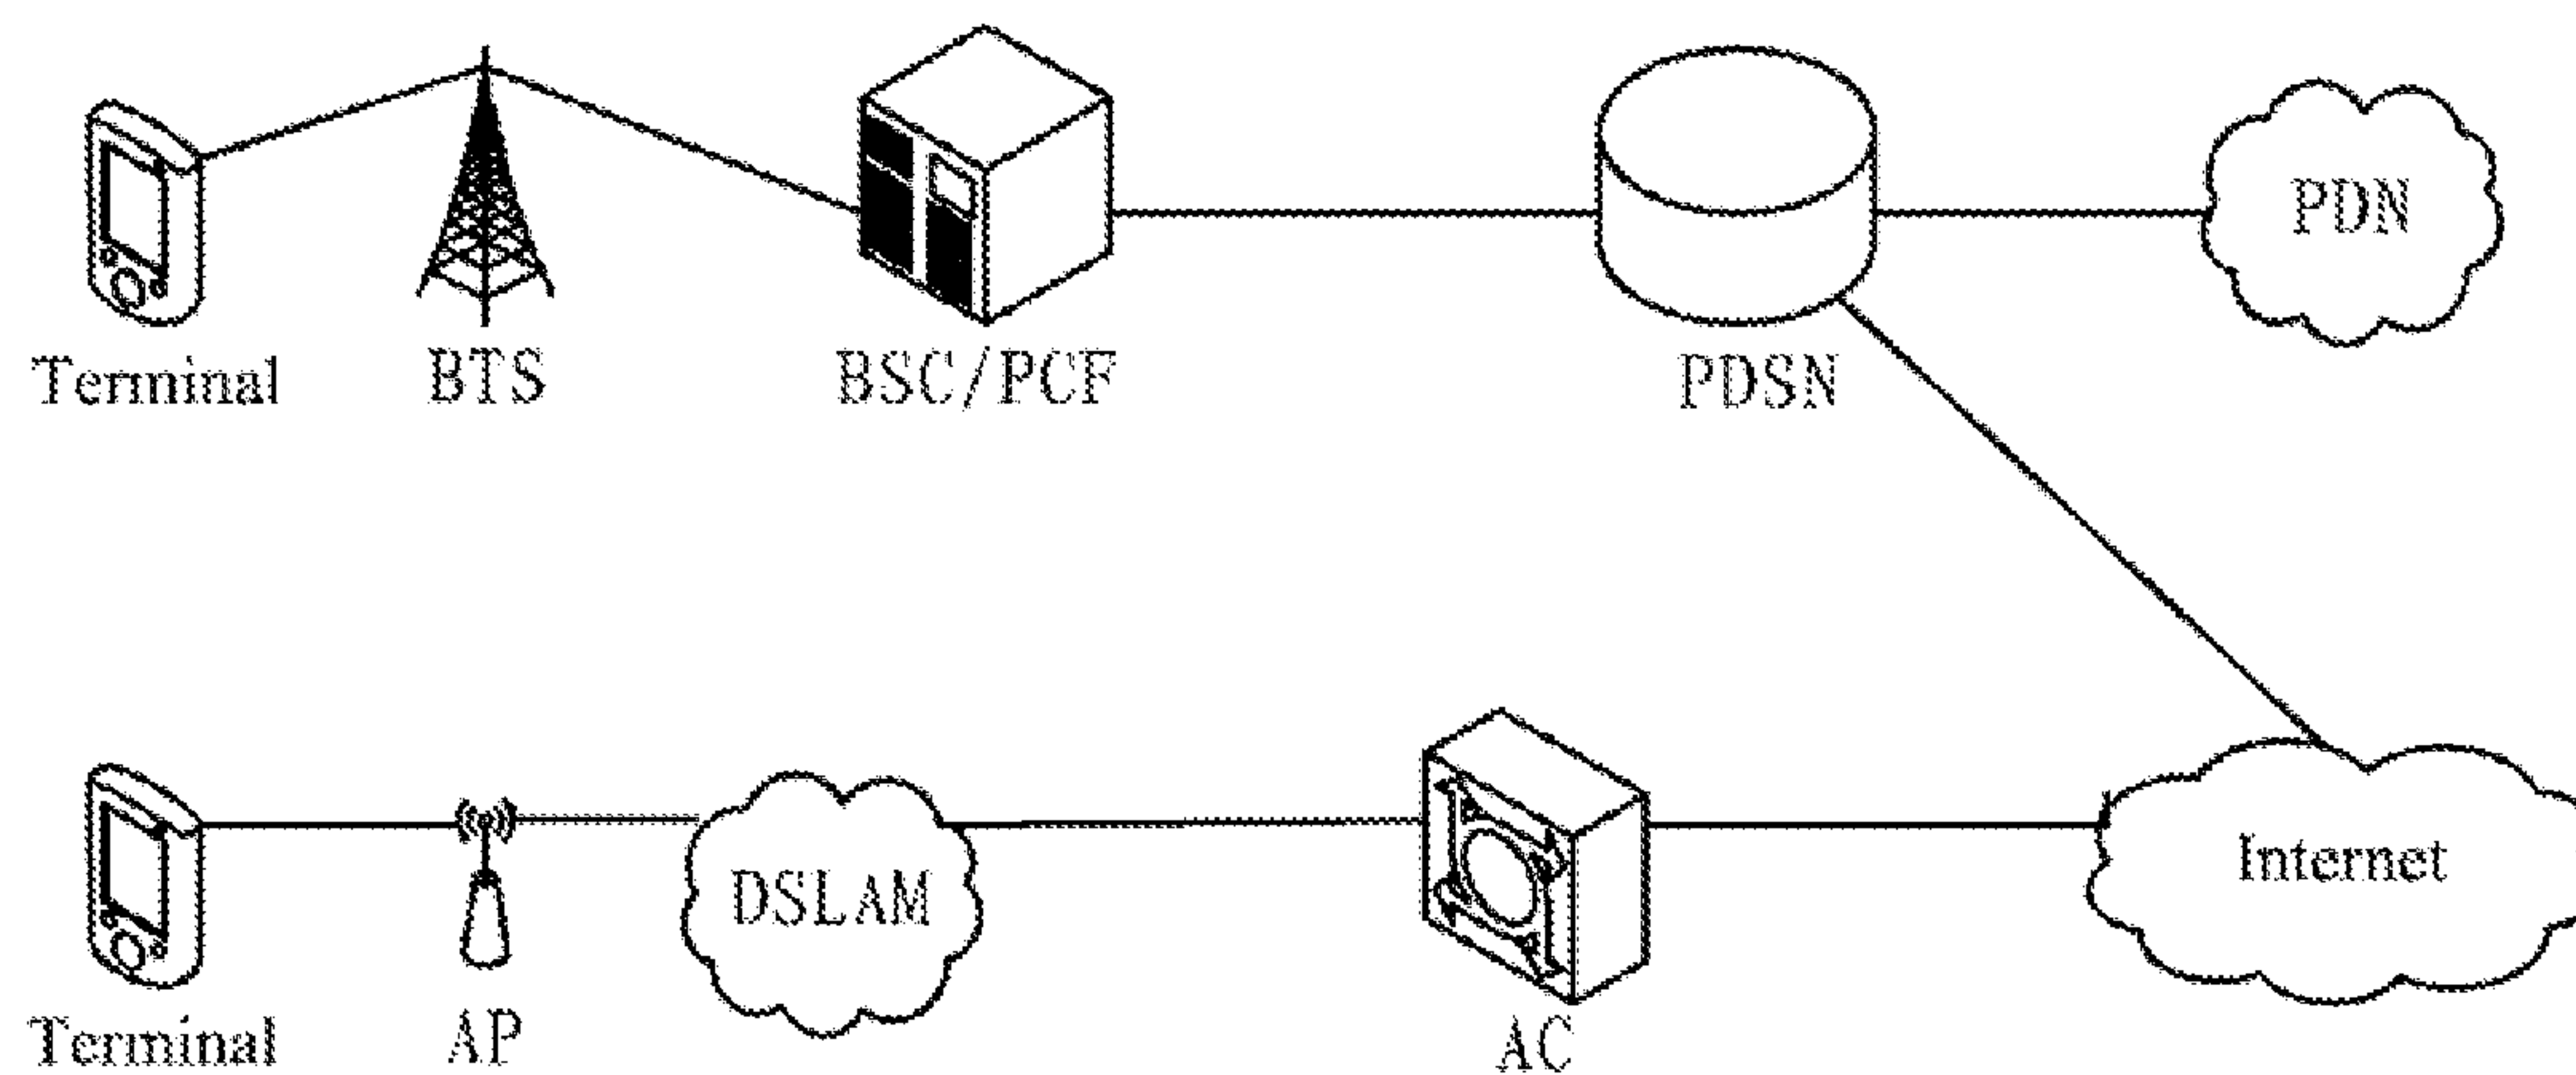 PDN
Terminal
BTS
BSC/PCF
PDSN
DSLAM
Internet
Terminal
AP
AC